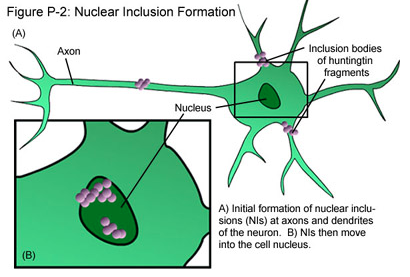 Figure P-2: Nuclear Inclusion Formation
(A)
Axon
Inclusion bodies
of huntingtin
fragments
Nucleus
(B)
A) Initial formation of nuclear inclu-
sions (NIs) at axons and dendrites
of the neuron. B) NIs then move
into the cell nucleus.